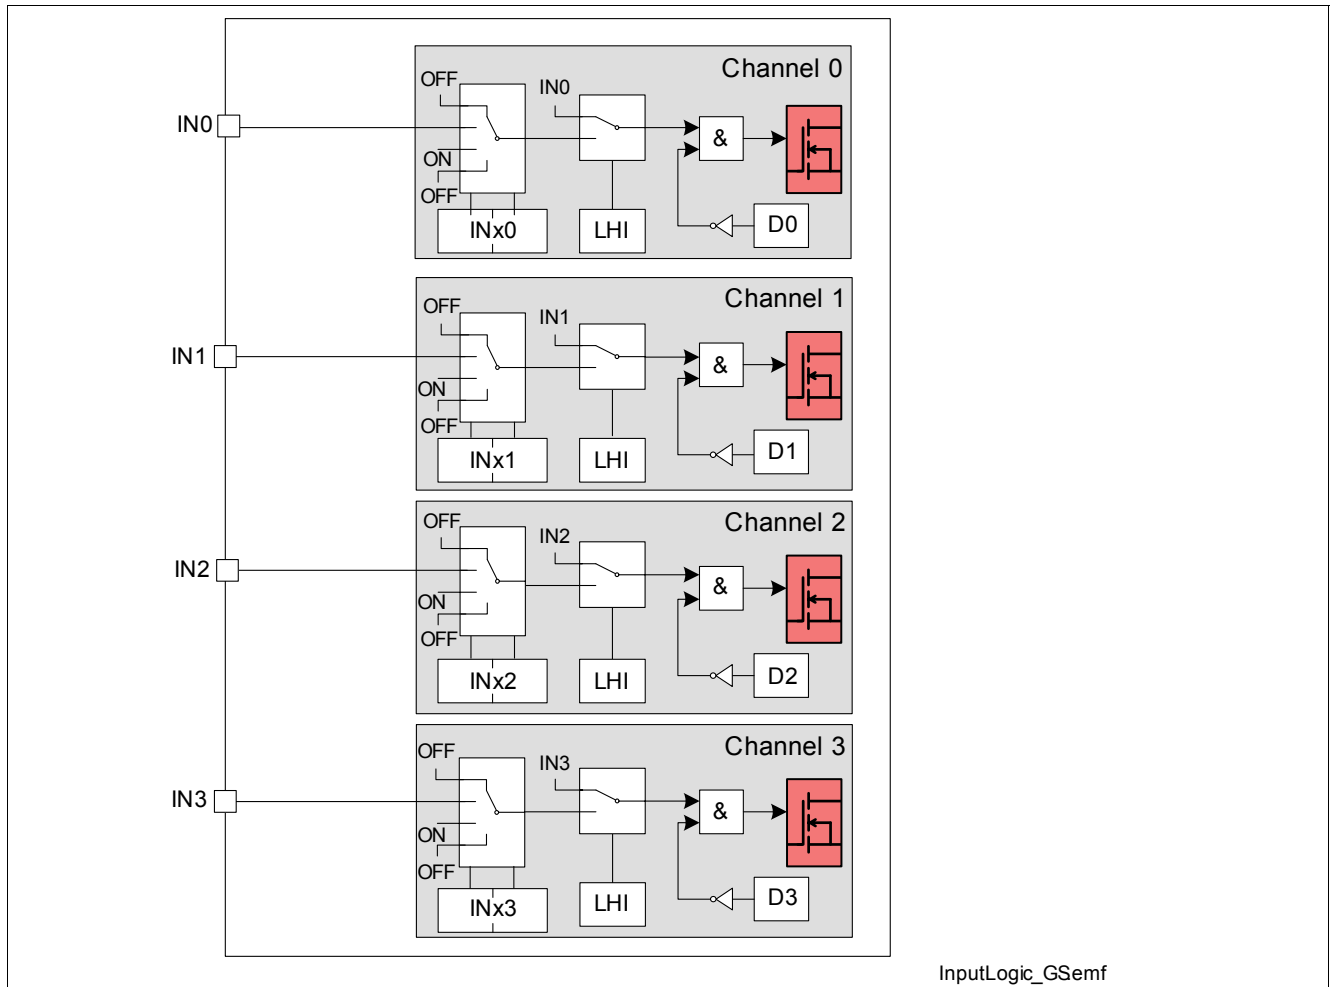 Channel 0
OFF
IN0
IN0
&
ON
OFF
INx0
LHI
D0
Channel 1
OFF
IN1
IN1
&
ON
OFF
INx1
LHI
D1
Channel 2
OFF
IN2
IN2
&
ON
OFF
INx2
LHI
D2
Channel 3
OFF
IN3
IN3
&
ON
OFF
INx3
LHI
D3
InputLogic_GS.emf